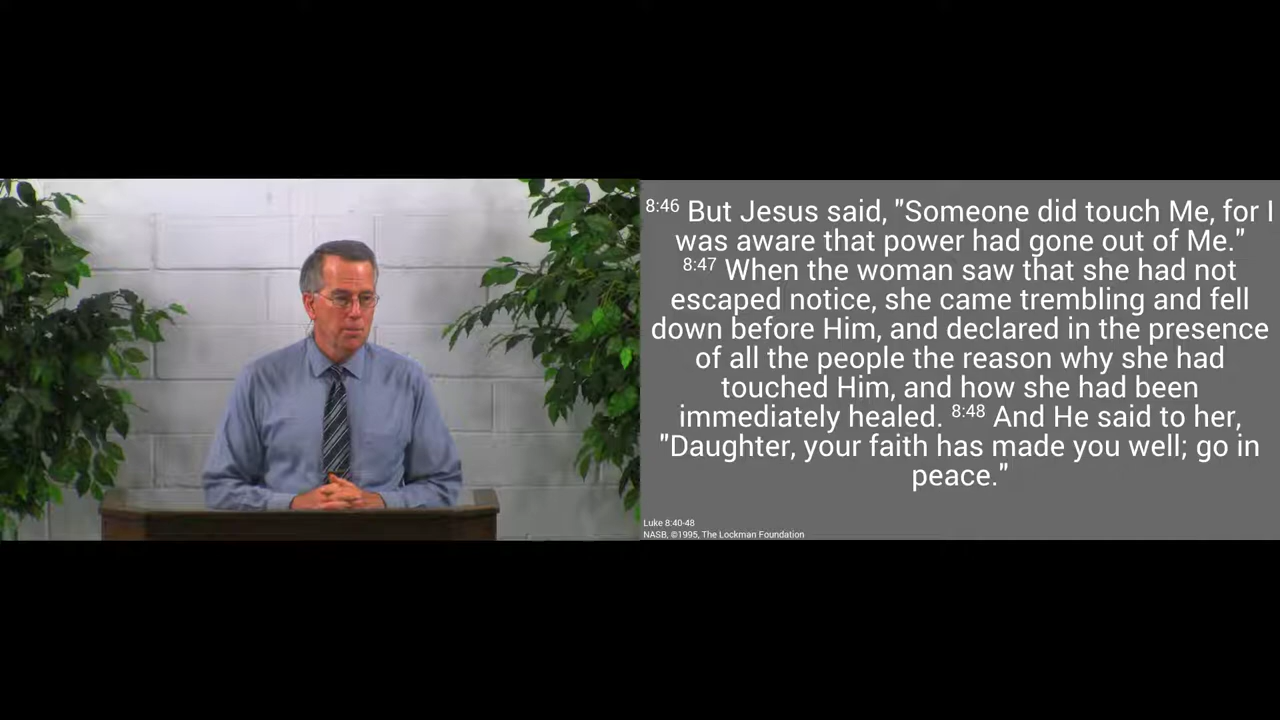 8:46 But Jesus said, "Someone did touch Me, for I
was aware that power had gone out of Me."
8:47 When the woman saw that she had not
escaped notice, she came trembling and fell
down before Him, and declared in the presence
of all the people the reason why she had
touched Him, and how she had been
immediately healed. 8:48 And He said to her,
"Daughter, your faith has made you well; go in
peace."
Luke 8:40-48
NASB, ©1995, The Lockman Foundation